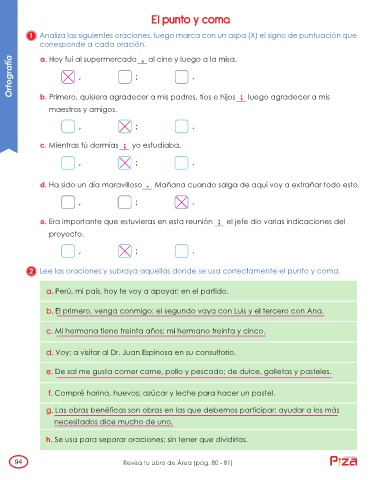 El punto y coma
1 Analiza las siguientes oraciones, luego marca con un aspa (X) el signo de puntuación que
corresponde a cada oración.
Ortografía
a. Hoy fui al supermercado , al cine y luego a la misa.
, ; .
b. Primero, quisiera agradecer a mis padres, tíos e hijos ; luego agradecer a mis
maestros y amigos.
, ; .
c. Mientras tú dormías ; yo estudiaba.
, ; .
d. Ha sido un día maravilloso . Mañana cuando salga de aquí voy a extrañar todo esto.
, ; .
e. Era importante que estuvieras en esta reunión ; el jefe dio varias indicaciones del
proyecto.
, ; .
2 Lee las oraciones y subraya aquellas donde se usa correctamente el punto y coma.
a. Perú, mi país, hoy te voy a apoyar; en el partido.
b. El primero, venga conmigo; el segundo vaya con Luis y el tercero con Ana.
c. Mi hermana tiene treinta años; mi hermano treinta y cinco.
d. Voy; a visitar al Dr. Juan Espinosa en su consultorio.
e. De sal me gusta comer carne, pollo y pescado; de dulce, galletas y pasteles.
f. Compré harina, huevos; azúcar y leche para hacer un pastel.
g. Las obras benéficas son obras en las que debemos participar; ayudar a los más
necesitados dice mucho de uno.
h. Se usa para separar oraciones; sin tener que dividirlas.
94
Revisa tu Libro de Área (pág. 80 - 81)
PIZA